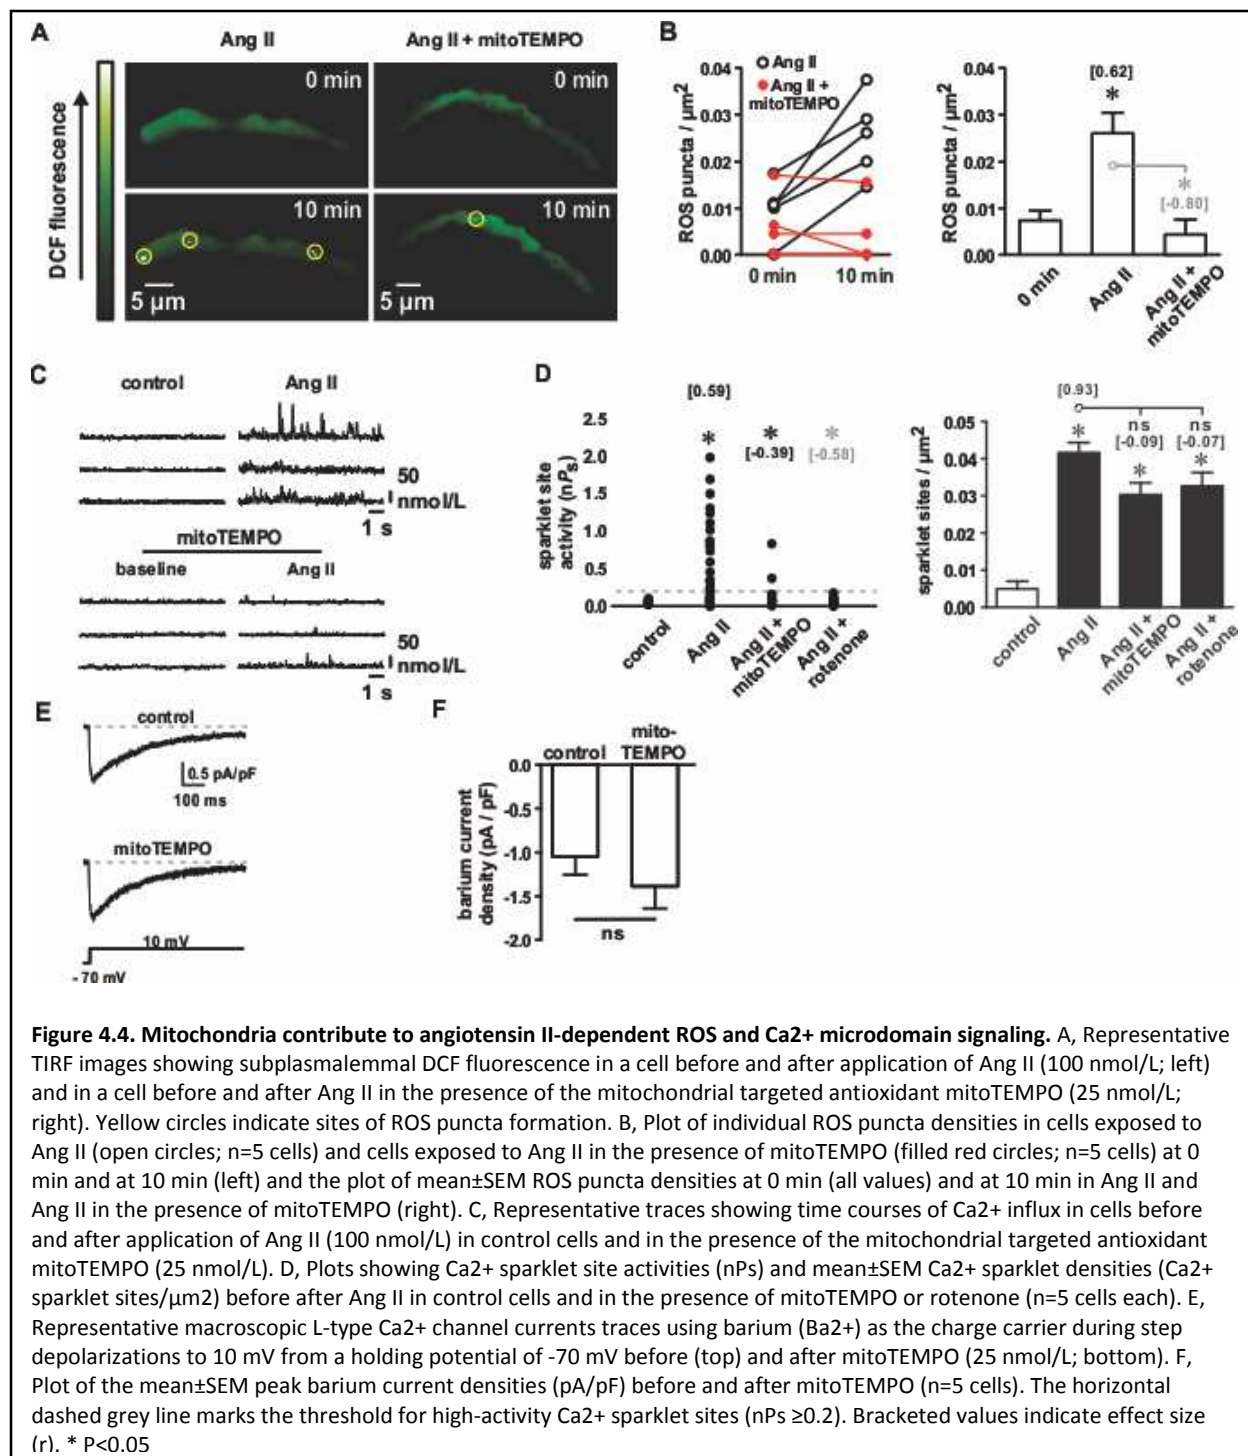 A
Ang II
Ang II + mitoTEMPO
DCF fluorescence
0 min
0 min
10 min
5 µm
10 min
5 µm
B
ROS puncta / µm2
0.04
0.03
0.02
0.01
0.00
Ang II
Ang II +
mitoTEMPO
0 min
10 min
ROS puncta / µm2
0.04
0.03
0.02
0.01
0.00
[0.62]
*
*
[-0.80]
0 min
Ang II
Ang II +
mitoTEMPO
C
control
Ang II
50
nmol/L
1 s
mitoTEMPO
baseline
Ang II
50
nmol/L
1 s
D
sparklet site
activity (nPs)
2.5
2.0
1.5
1.0
0.5
0.0
[0.59]
*
*
[-0.39]
*
[-0.58]
control
Ang II
Ang II +
mitoTEMPO
Ang II +
rotenone
sparklet sites / µm2
0.05
0.04
0.03
0.01
0.00
[0.93]
*
ns
[-0.09]
*
ns
[-0.07]
*
control
Ang II
Ang II +
mitoTEMPO
Ang II +
rotenone
E
control
0.5 pA/pF
100 ms
mitoTEMPO
10 mV
- 70 mV
F
control
mito-
TEMPO
barium current
density (pA / pF)
0.0
-0.5
-1.0
-1.5
-2.0
ns
Figure 4.4. Mitochondria contribute to angiotensin II-dependent ROS and Ca2+ microdomain signaling. A, Representative
TIRF images showing subplasmalemmal DCF fluorescence in a cell before and after application of Ang II (100 nmol/L; left)
and in a cell before and after Ang II in the presence of the mitochondrial targeted antioxidant mitoTEMPO (25 nmol/L;
right). Yellow circles indicate sites of ROS puncta formation. B, Plot of individual ROS puncta densities in cells exposed to
Ang II (open circles; n=5 cells) and cells exposed to Ang II in the presence of mitoTEMPO (filled red circles; n=5 cells) at 0
min and at 10 min (left) and the plot of mean±SEM ROS puncta densities at 0 min (all values) and at 10 min in Ang II and
Ang II in the presence of mitoTEMPO (right). C, Representative traces showing time courses of Ca2+ influx in cells before
and after application of Ang II (100 nmol/L) in control cells and in the presence of the mitochondrial targeted antioxidant
mitoTEMPO (25 nmol/L). D, Plots showing Ca2+ sparklet site activities (nPs) and mean±SEM Ca2+ sparklet densities (Ca2+
sparklet sites/µm2) before after Ang II in control cells and in the presence of mitoTEMPO or rotenone (n=5 cells each). E,
Representative macroscopic L-type Ca2+ channel currents traces using barium (Ba2+) as the charge carrier during step
depolarizations to 10 mV from a holding potential of -70 mV before (top) and after mitoTEMPO (25 nmol/L; bottom). F,
Plot of the mean±SEM peak barium current densities (pA/pF) before and after mitoTEMPO (n=5 cells). The horizontal
dashed grey line marks the threshold for high-activity Ca2+ sparklet sites (nPs ≥0.2). Bracketed values indicate effect size
(r). * P<0.05